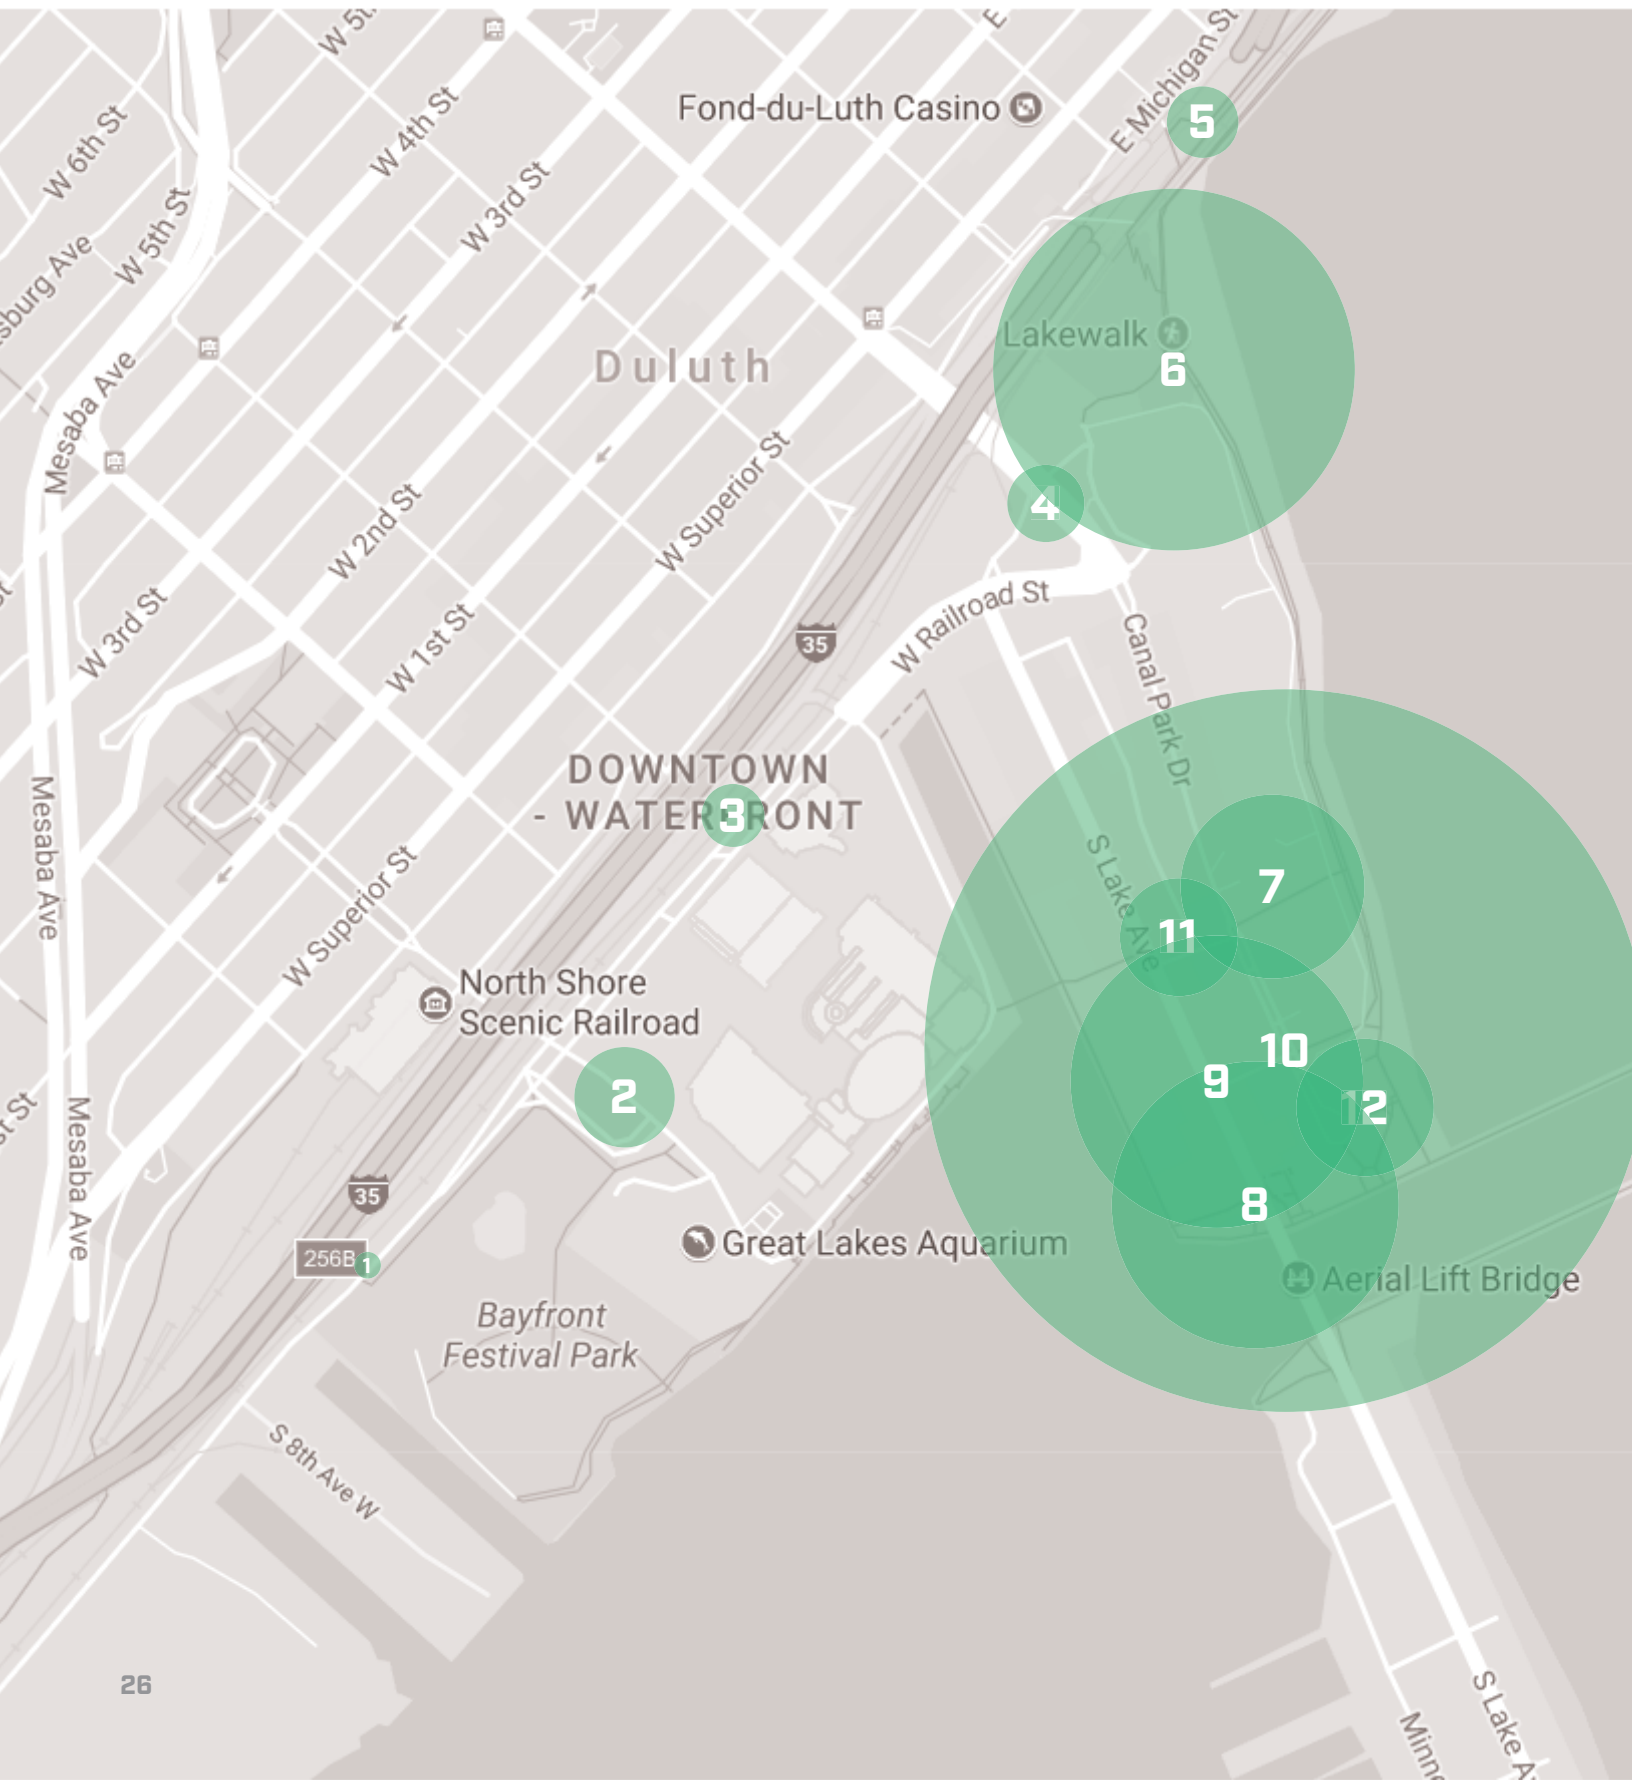 W 5t
E
E Michigan St
Fond-du-Luth Casino
5
W 4th St
W 6th St
W 3rd St
W 5th St
sburg Ave
Lakewalk
6
Duluth
Mesaba Ave
4
W Superior St
W 2nd St
W Railroad St
W 3rd St
W 1st St
35
Canal Park Dr
DOWNTOWN
- WATERFRONT
3
Mesaba Ave
S Lake Ave
7
11
W Superior St
North Shore
Scenic Railroad
10
9
2
12
st St
Mesaba Ave
35
8
256B
1
Great Lakes Aquarium
Aerial Lift Bridge
Bayfront
Festival Park
S 8th Ave W
26
S Lake A
Minne